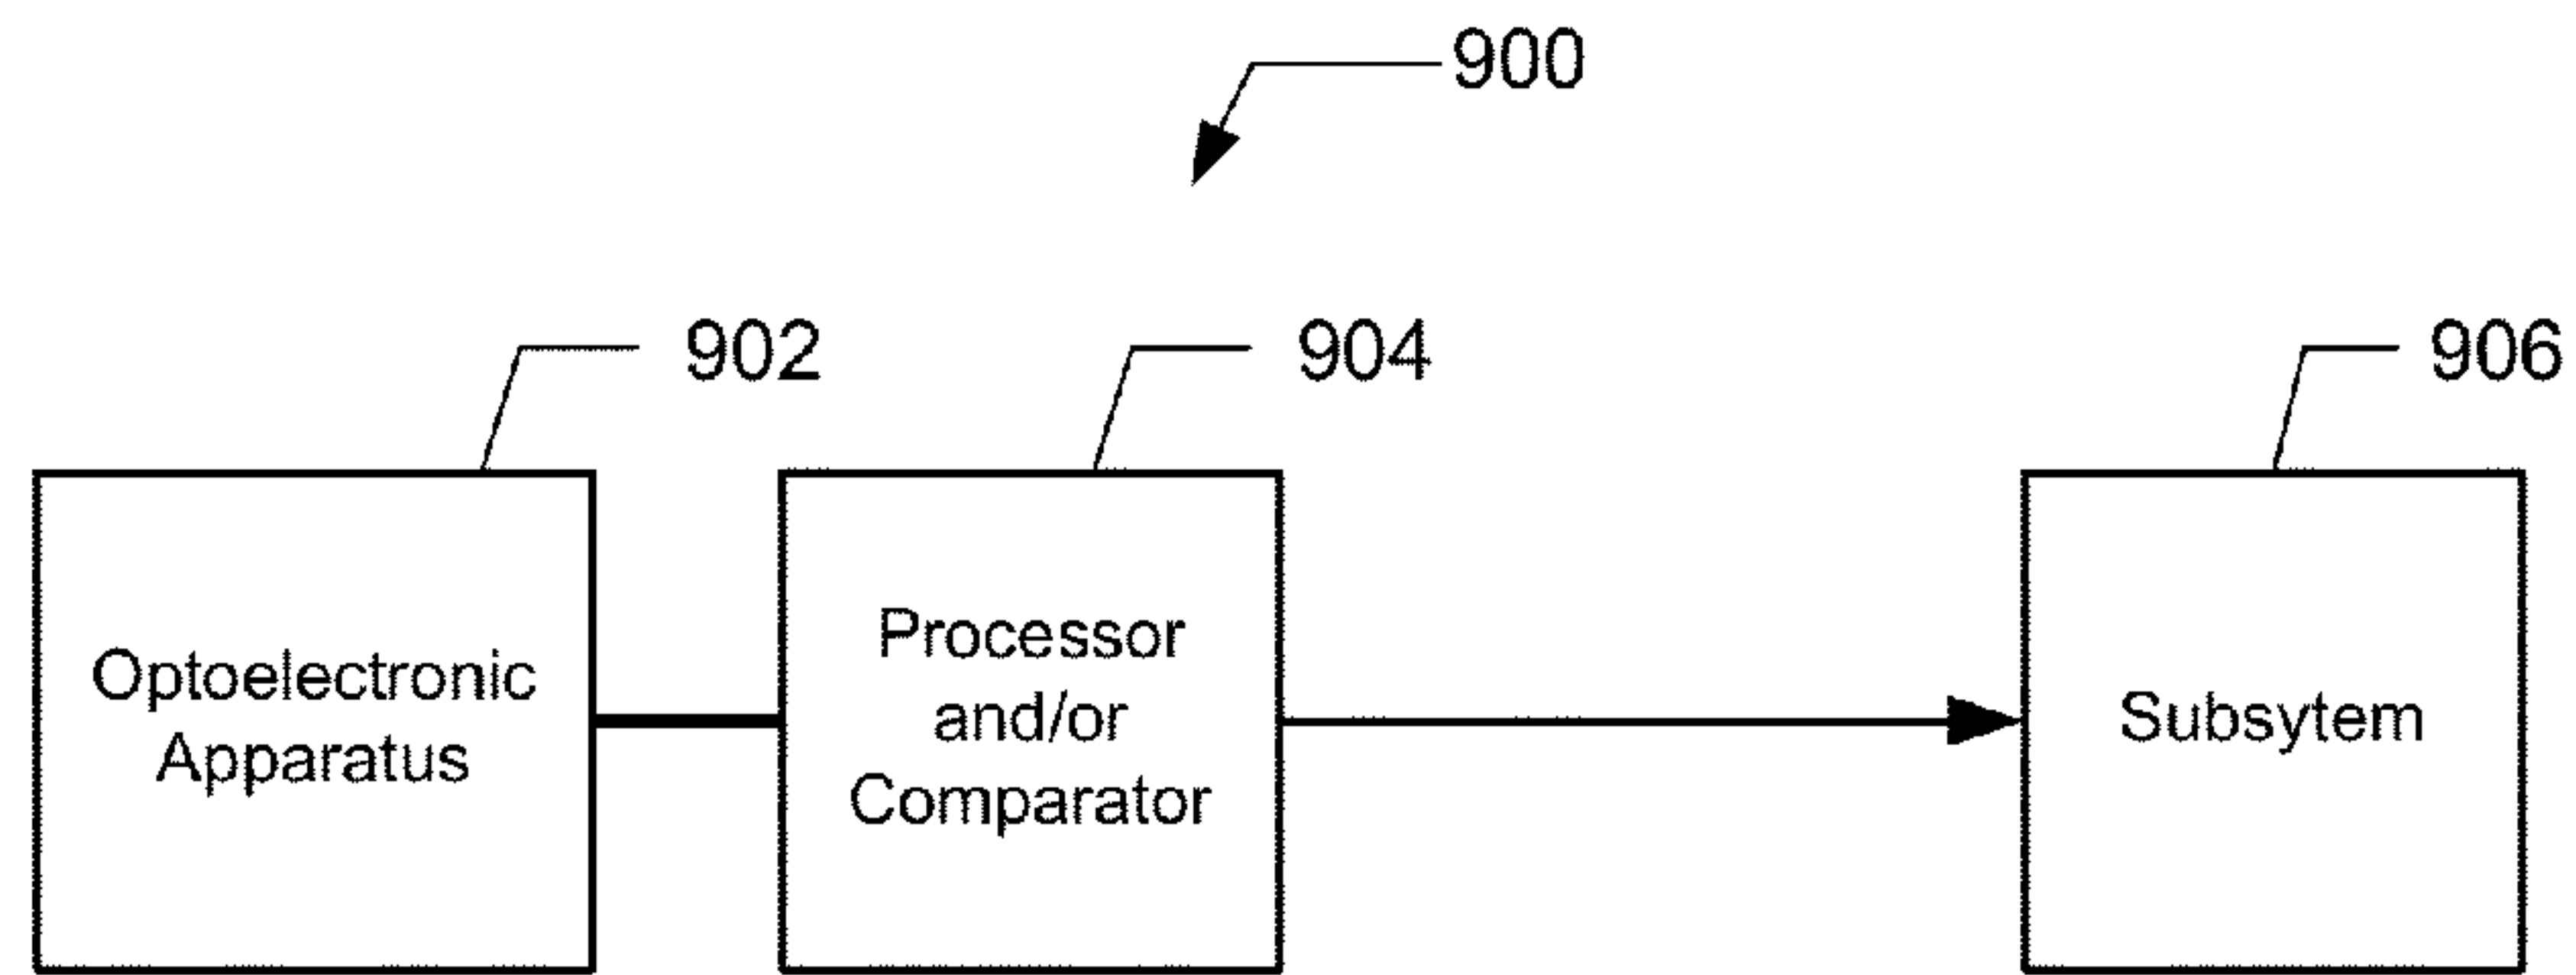 900
902
904
906
Optoelectronic
Apparatus
Processor
and/or
Comparator
Subsytem